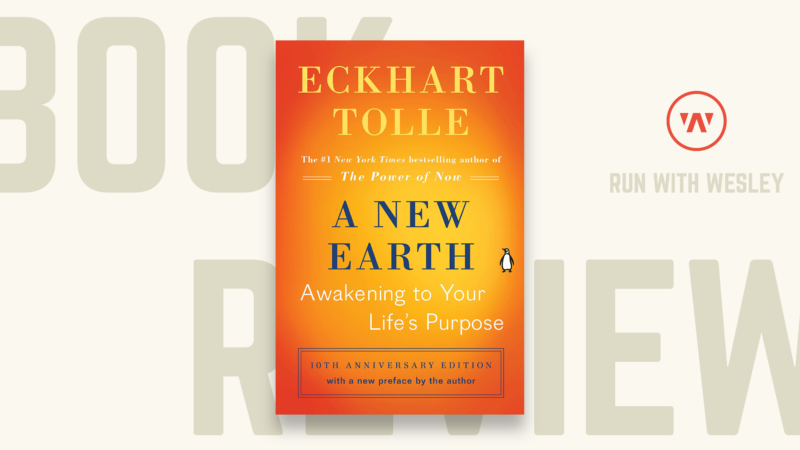 BOOK
REVIEW
ECKHART
TOLLE
The #1 New York Times bestselling author of
The Power of Now
A NEW
EARTH
Awakening to Your
Life's Purpose
10TH ANNIVERSARY EDITION
with a new preface by the author
W
RUN WITH WESLEY